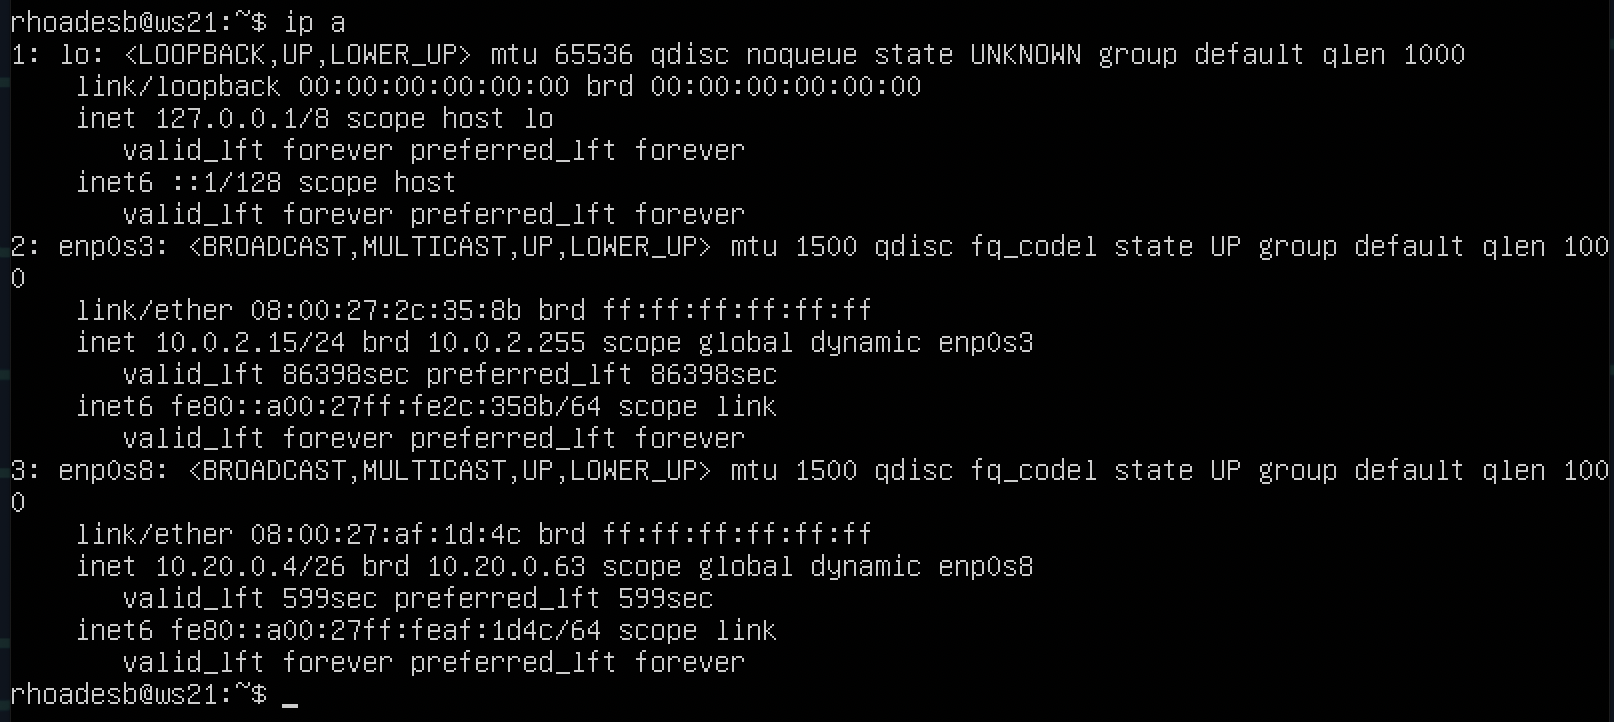 rhoadesb@ws21:~$ ip a
1: lo: <LOOPBACK,UP,LOWER_UP> mtu 65536 qdisc noqueue state UNKNOWN group default qlen 1000
    link/loopback 00:00:00:00:00:00 brd 00:00:00:00:00:00
    inet 127.0.0.1/8 scope host lo
       valid_lft forever preferred_lft forever
    inet6 ::1/128 scope host
       valid_lft forever preferred_lft forever
2: enp0s3: <BROADCAST,MULTICAST,UP,LOWER_UP> mtu 1500 qdisc fq_codel state UP group default qlen 100
0
    link/ether 08:00:27:2c:35:8b brd ff:ff:ff:ff:ff:ff
    inet 10.0.2.15/24 brd 10.0.2.255 scope global dynamic enp0s3
       valid_lft 86398sec preferred_lft 86398sec
    inet6 fe80::a00:27ff:fe2c:358b/64 scope link
       valid_lft forever preferred_lft forever
3: enp0s8: <BROADCAST,MULTICAST,UP,LOWER_UP> mtu 1500 qdisc fq_codel state UP group default qlen 100
0
    link/ether 08:00:27:af:1d:4c brd ff:ff:ff:ff:ff:ff
    inet 10.20.0.4/26 brd 10.20.0.63 scope global dynamic enp0s8
       valid_lft 599sec preferred_lft 599sec
    inet6 fe80::a00:27ff:feaf:1d4c/64 scope link
       valid_lft forever preferred_lft forever
rhoadesb@ws21:~$ _